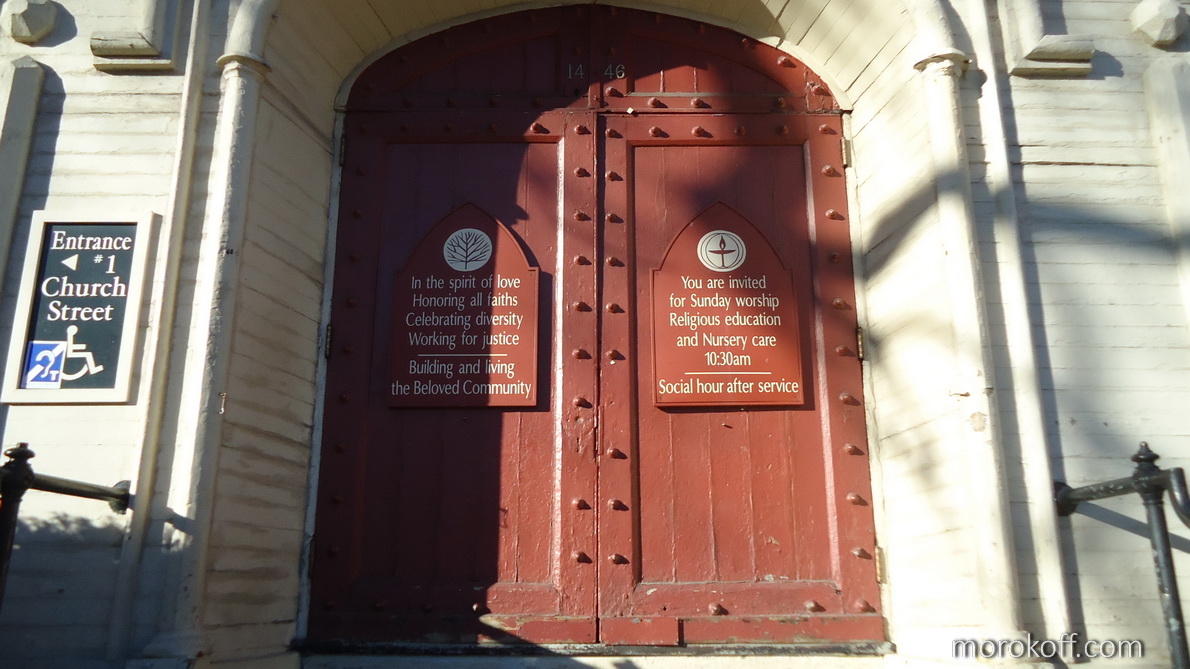 14 46
Entrance
◄ #1
Church
Street
In the spirit of love
Honoring all faiths
Celebrating diversity
Working for justice
Building and living
the Beloved Community
You are invited
for Sunday worship
Religious education
and Nursery care
10:30am
Social hour after service
morokoff.com